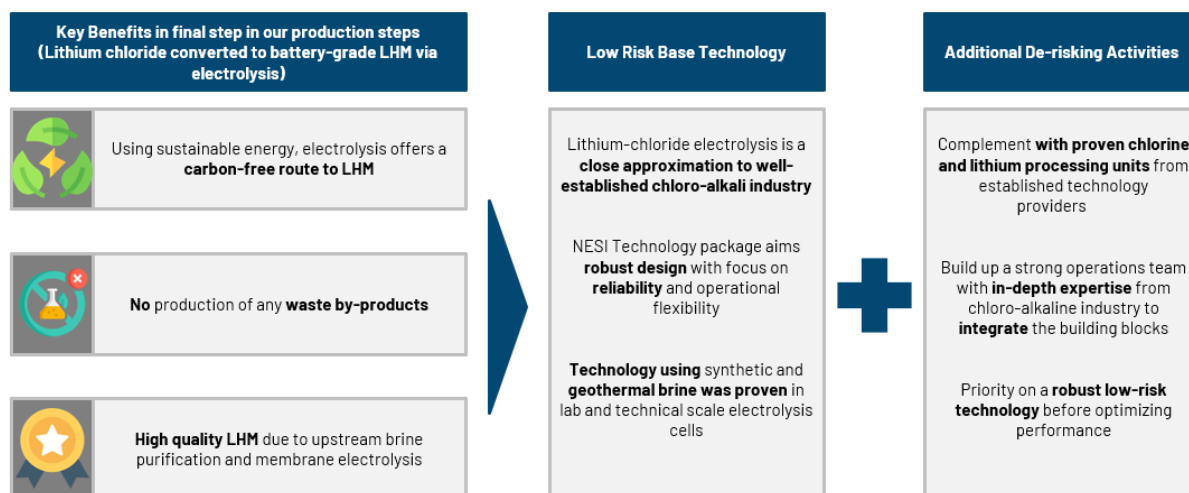 Key Benefits in final step in our production steps
(Lithium chloride converted to battery-grade LHM via
electrolysis)
Using sustainable energy, electrolysis offers a
carbon-free route to LHM
No production of any waste by-products
High quality LHM due to upstream brine
purification and membrane electrolysis
Low Risk Base Technology
Lithium-chloride electrolysis is a
close approximation to well-
established chloro-alkali industry
NESI Technology package aims
robust design with focus on
reliability and operational
flexibility
Technology using synthetic and
geothermal brine was proven in
lab and technical scale electrolysis
cells
Additional De-risking Activities
Complement with proven chlorine
and lithium processing units from
established technology
providers
Build up a strong operations team
with in-depth expertise from
chloro-alkaline industry to
integrate the building blocks
Priority on a robust low-risk
technology before optimizing
performance